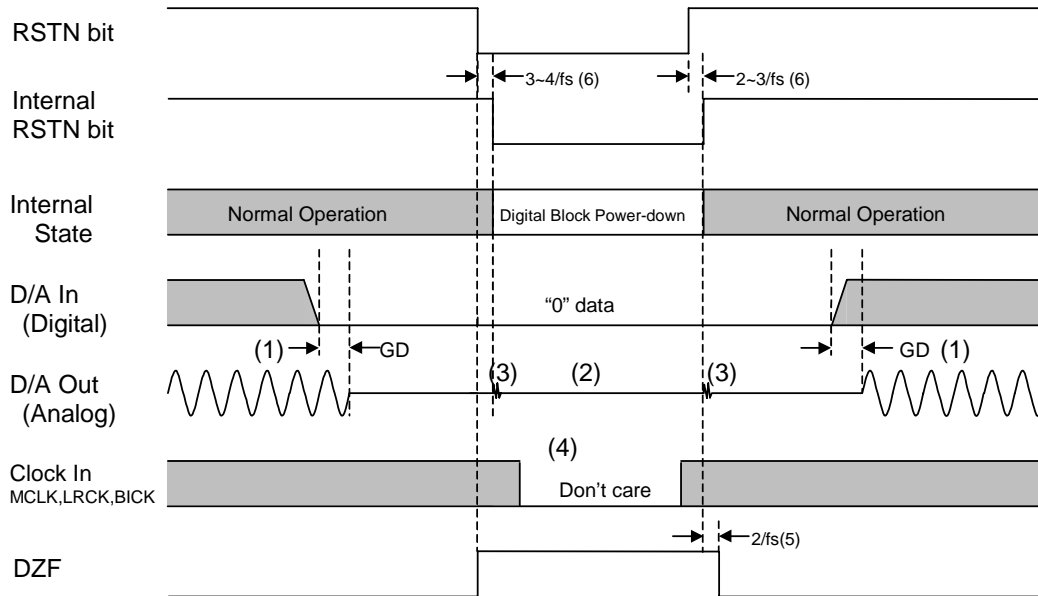 RSTN bit
3~4/fs (6)
2~3/fs (6)
Internal
RSTN bit
Internal
State
Normal Operation
Digital Block Power-down
Normal Operation
D/A In
(Digital)
“0” data
(1)
GD
GD
(1)
D/A Out
(Analog)
(3)
(2)
(3)
(4)
Clock In
MCLK,LRCK,BICK
Don’t care
2/fs(5)
DZF